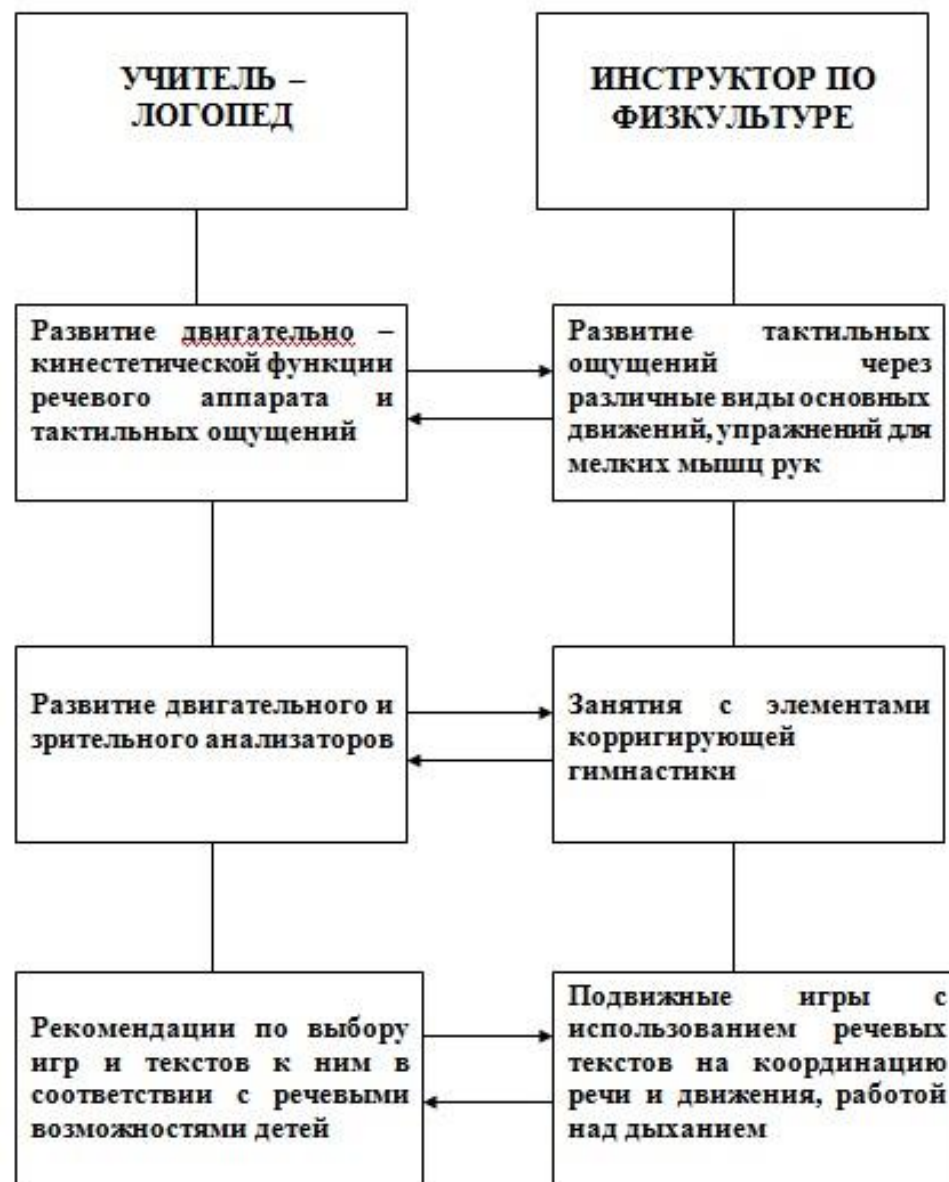 УЧИТЕЛЬ –
ЛОГОПЕД
ИНСТРУКТОР ПО
ФИЗКУЛЬТУРЕ
Развитие двигательно –
кинестетической функции
речевого аппарата и
тактильных ощущений
Развитие тактильных
ощущений через
различные виды основных
движений, упражнений для
мелких мышц рук
Развитие двигательного и
зрительного анализаторов
Занятия с элементами
корригирующей
гимнастики
Рекомендации по выбору
игр и текстов к ним в
соответствии с речевыми
возможностями детей
Подвижные игры с
использованием речевых
текстов на координацию
речи и движения, работой
над дыханием